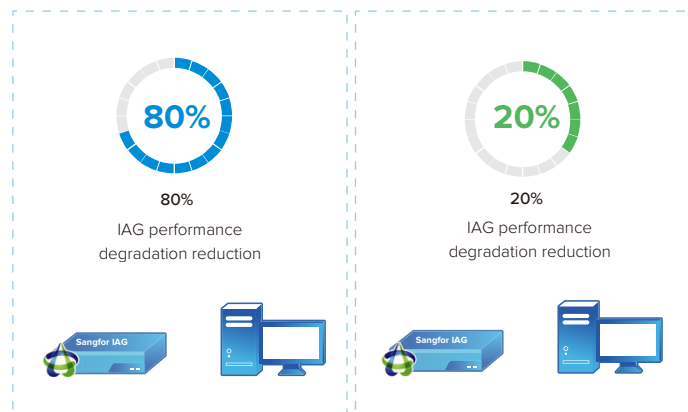 80%
80%
IAG performance
degradation reduction
Sangfor IAG
20%
20%
IAG performance
degradation reduction
Sangfor IAG